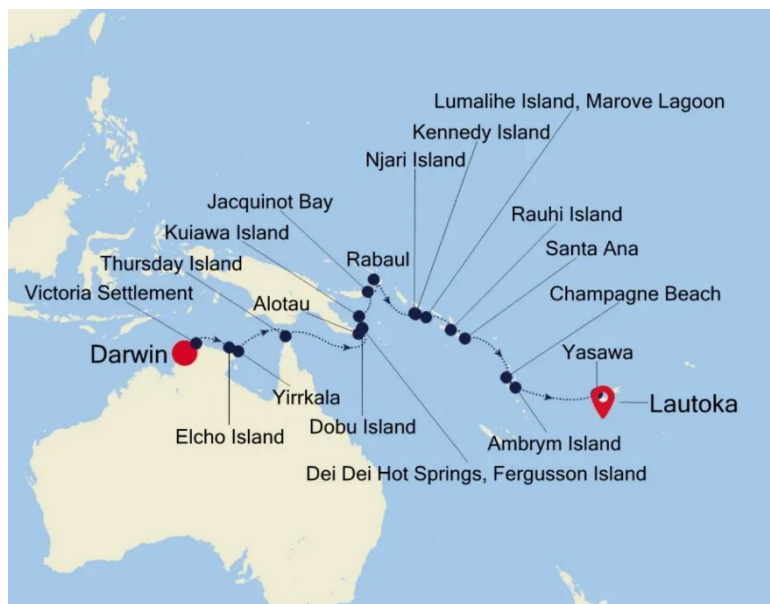 Lumalihe Island, Marove Lagoon
Kennedy Island
Njari Island
Jacquinot Bay
Rauhi Island
Kuiawa Island
Santa Ana
Rabaul
Thursday Island
Victoria Settlement
Alotau
Champagne Beach
Darwin
Yasawa
Yirrkala
Lautoka
Elcho Island
Dobu Island
Ambrym Island
Dei Dei Hot Springs, Fergusson Island